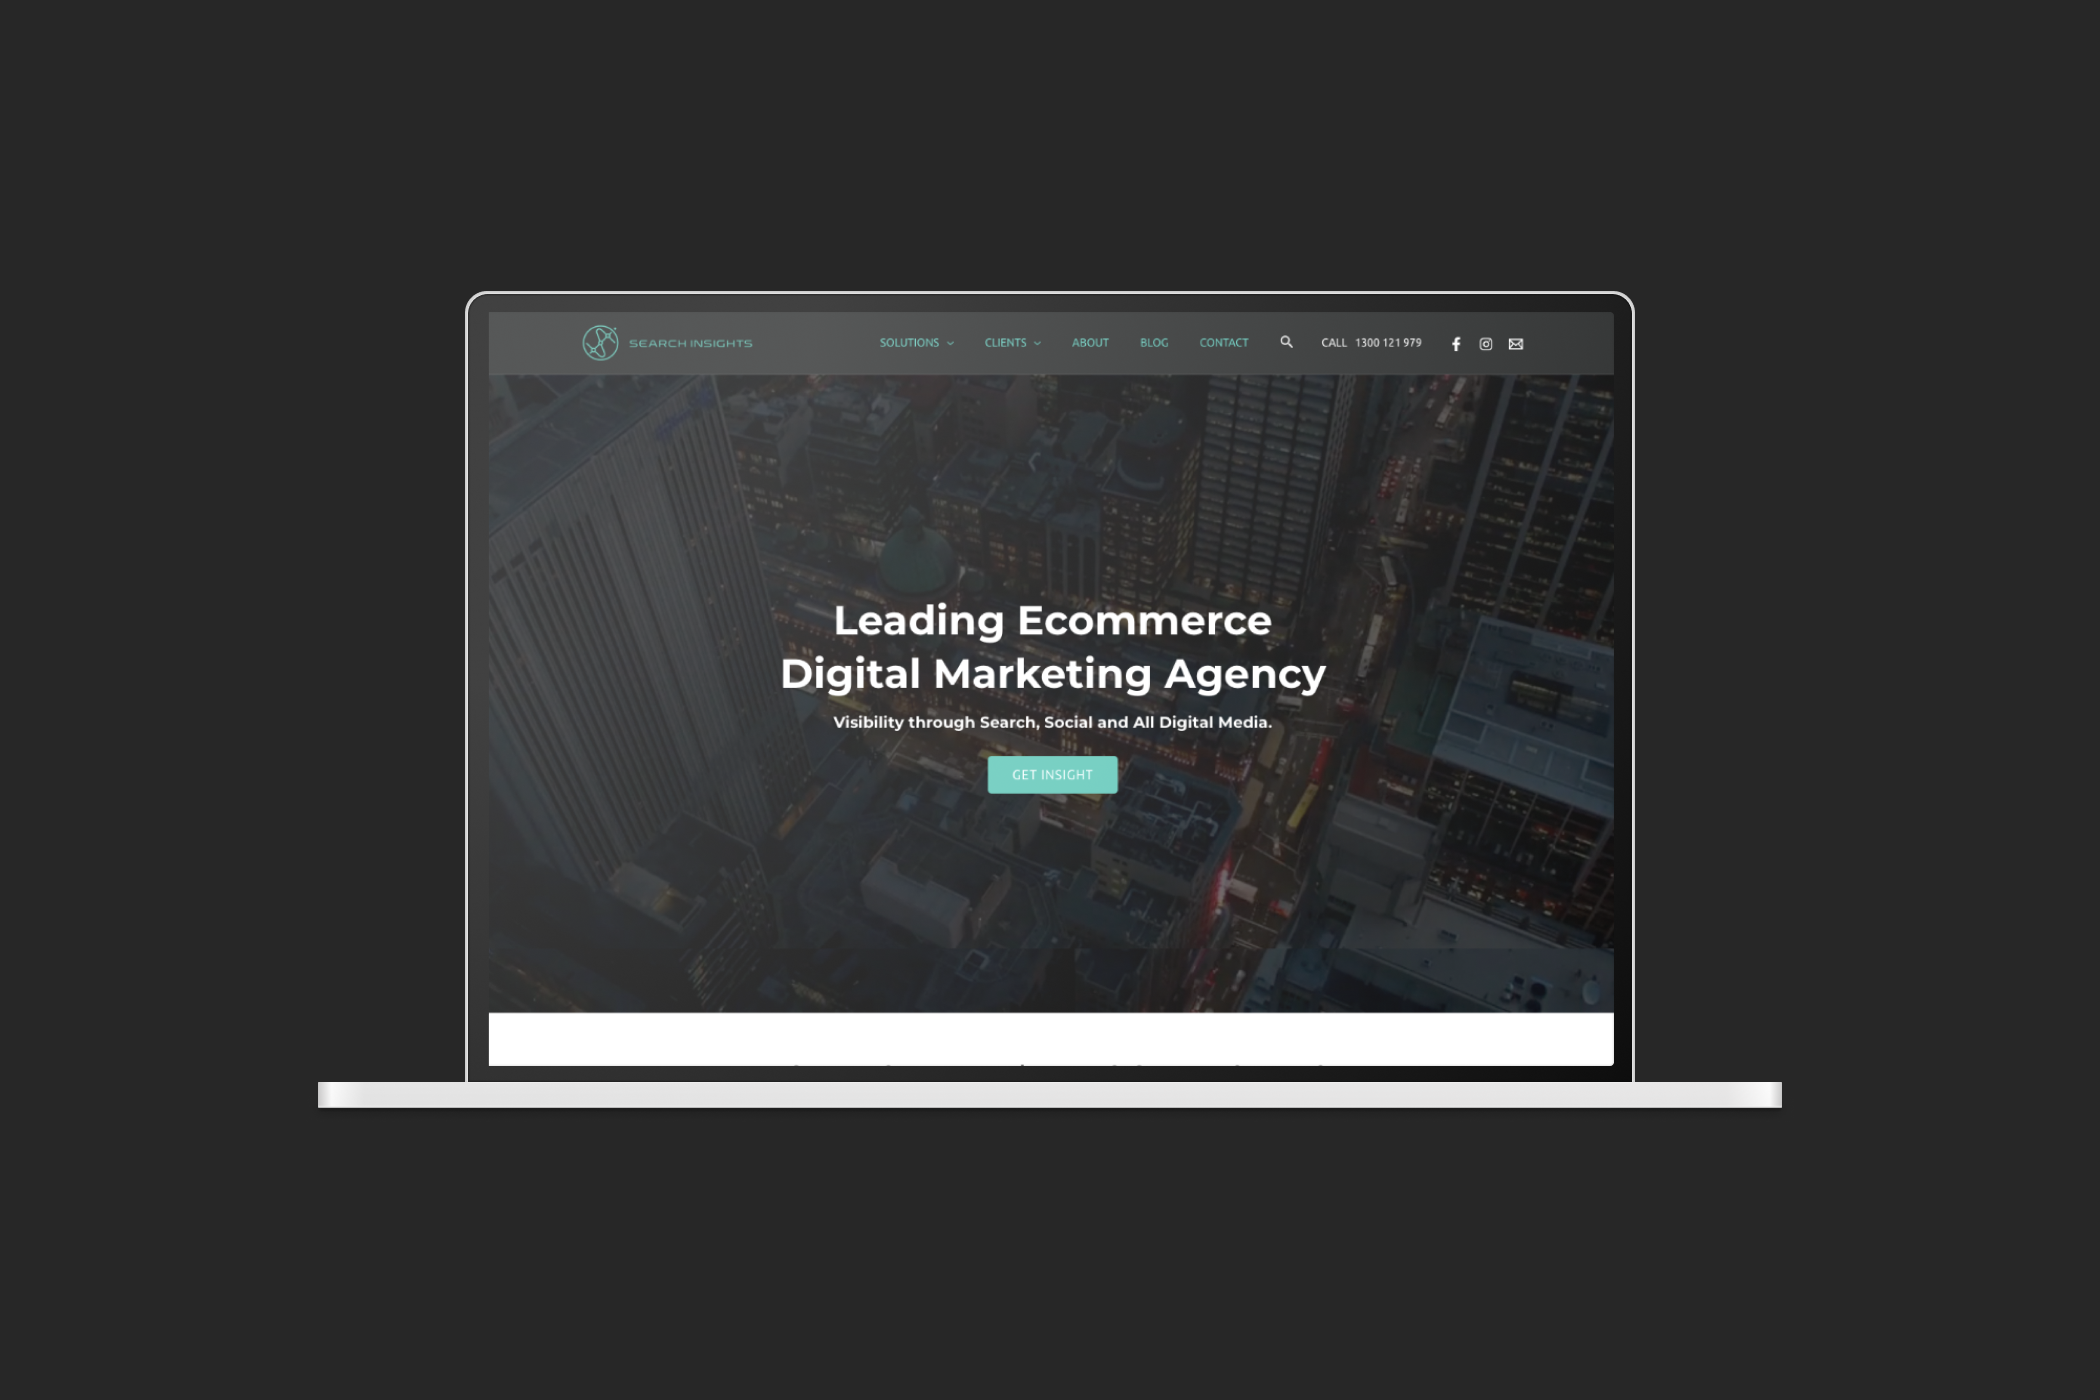 SEARCH INSIGHTS
SOLUTIONS CLIENTS ABOUT BLOG CONTACT CALL 1300 121 979
Leading Ecommerce
Digital Marketing Agency
Visibility through Search, Social and All Digital Media.
GET INSIGHT